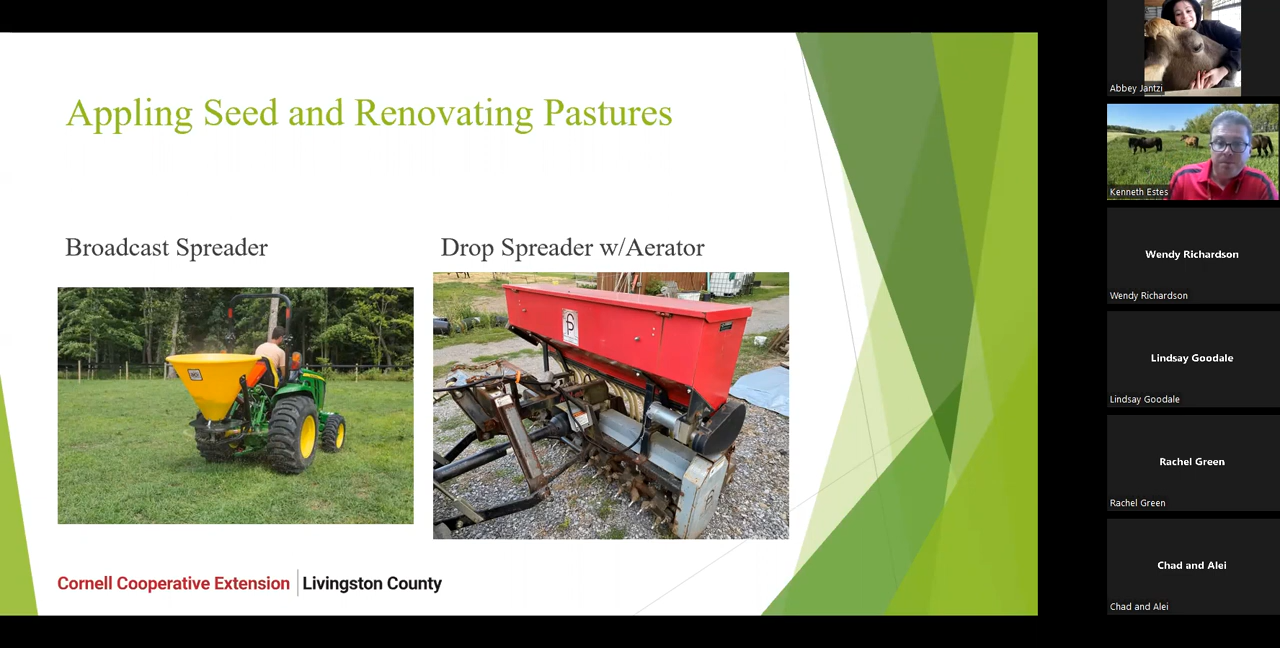 Appling Seed and Renovating Pastures
Broadcast Spreader
Drop Spreader w/Aerator
Cornell Cooperative Extension | Livingston County
Abbey Jantzi
Kenneth Estes
Wendy Richardson
Wendy Richardson
Lindsay Goodale
Lindsay Goodale
Rachel Green
Rachel Green
Chad and Alei
Chad and Alei